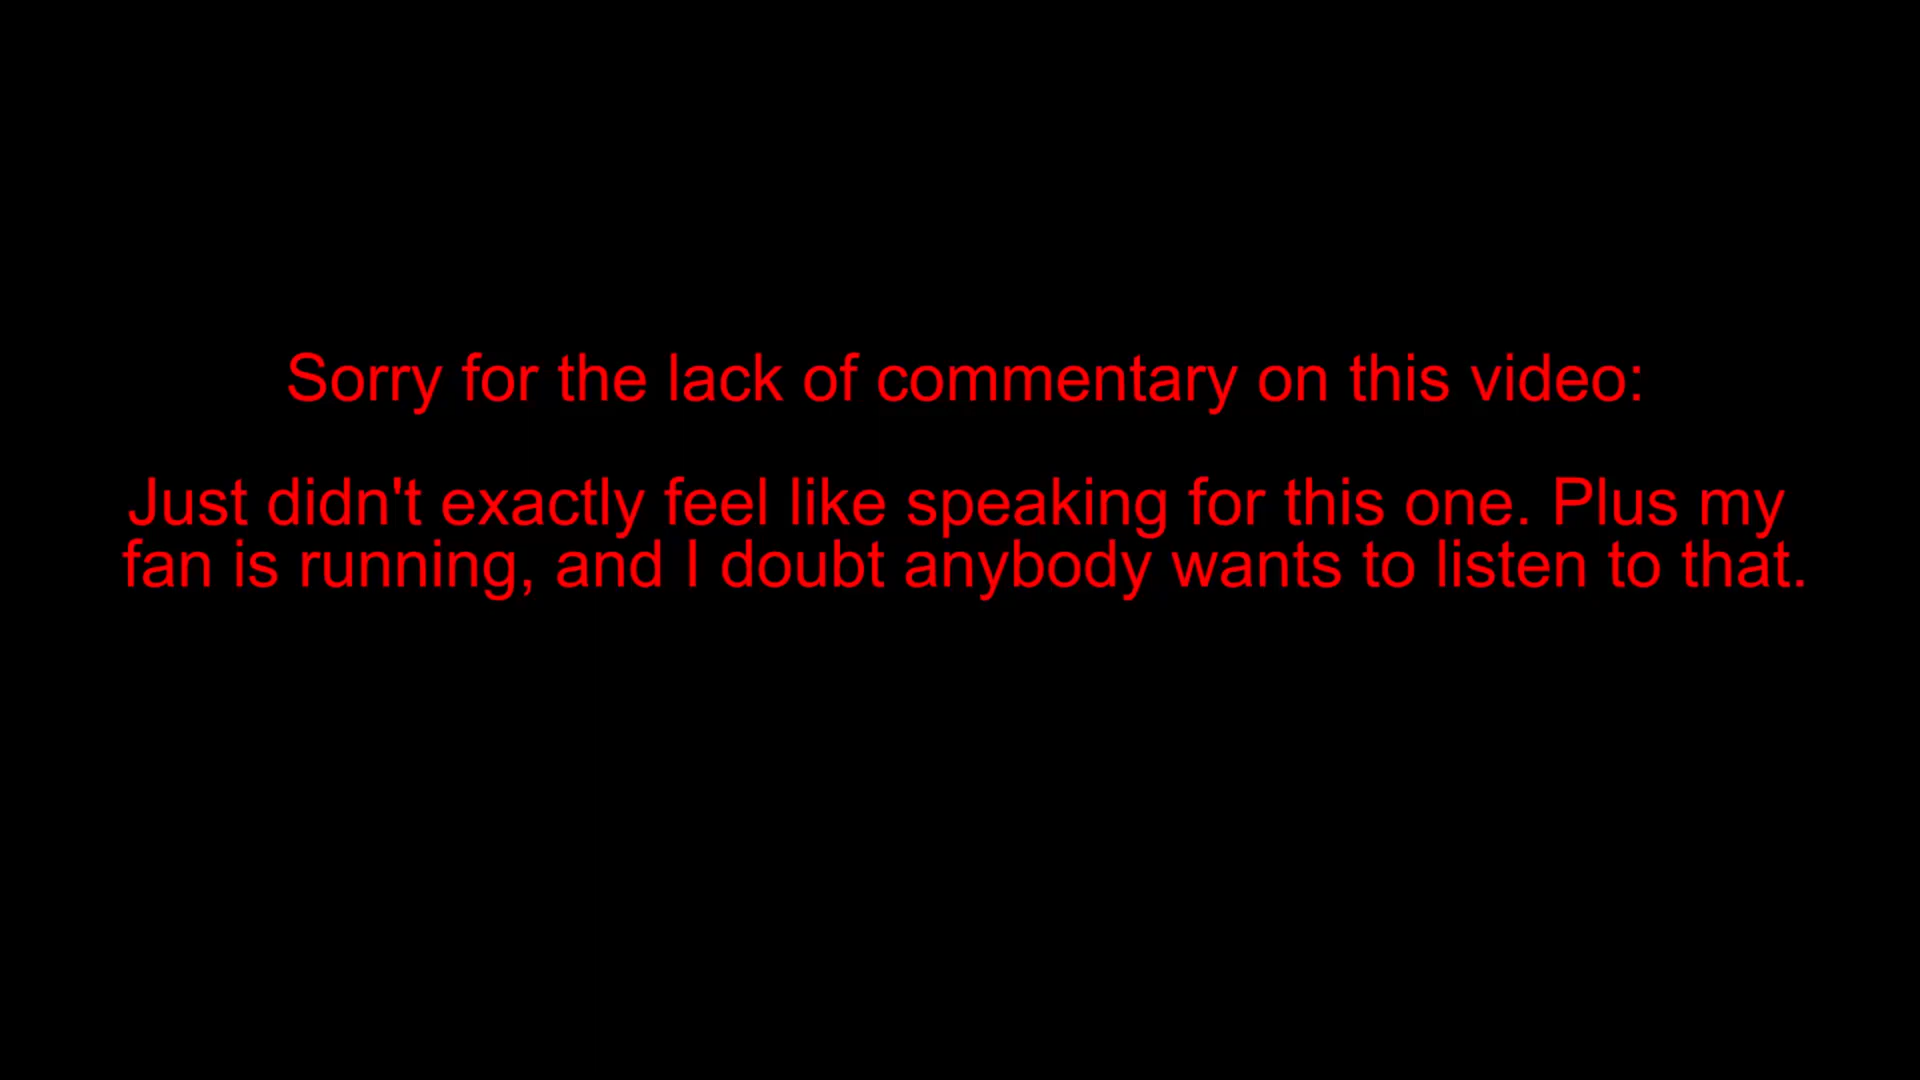 Sorry for the lack of commentary on this video:
Just didn't exactly feel like speaking for this one. Plus my
fan is running, and I doubt anybody wants to listen to that.